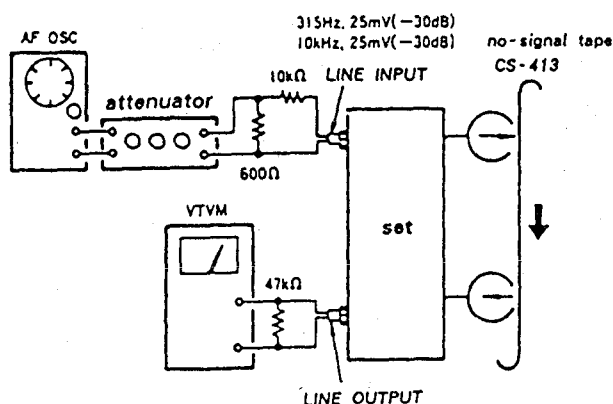 315Hz, 25mV(−30dB)
10kHz, 25mV(−30dB)
AF OSC
attenuator
10kΩ
LINE INPUT
no-signal tape
CS-413
600Ω
VTVM
set
47kΩ
LINE OUTPUT